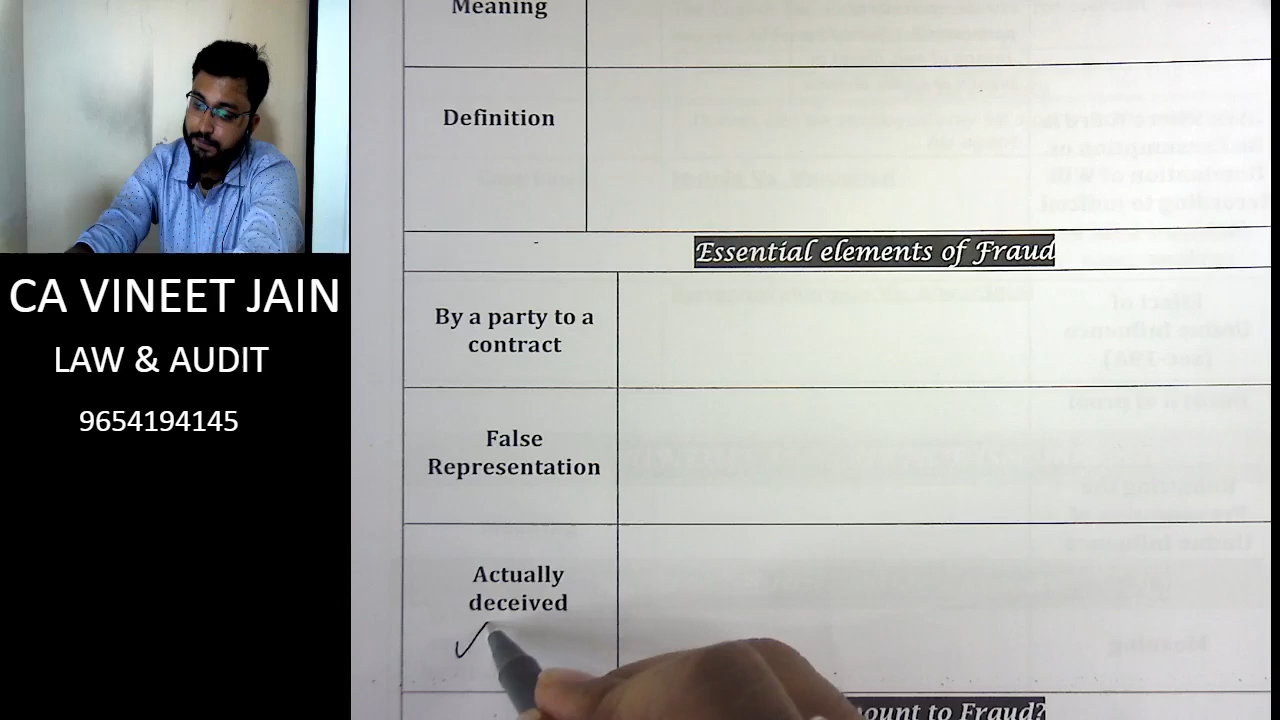 CA VINEET JAIN
LAW & AUDIT
9654194145
Meaning
Definition
Essential elements of Fraud
By a party to a
contract
False
Representation
Actually
deceived
ount to Fraud?